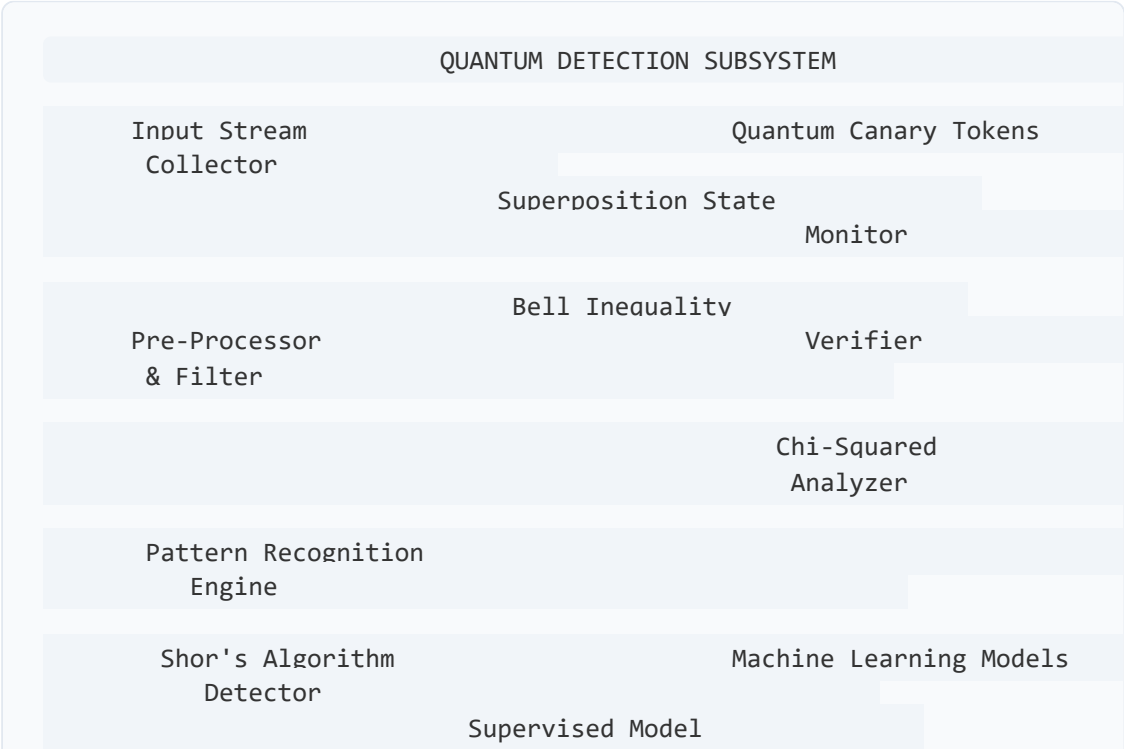 QUANTUM DETECTION SUBSYSTEM
Input Stream Quantum Canary Tokens
Collector
Superposition State
Monitor
Bell Inequality
Pre-Processor Verifier
& Filter
Chi-Squared
Analyzer
Pattern Recognition
Engine
Shor's Algorithm Machine Learning Models
Detector
Supervised Model